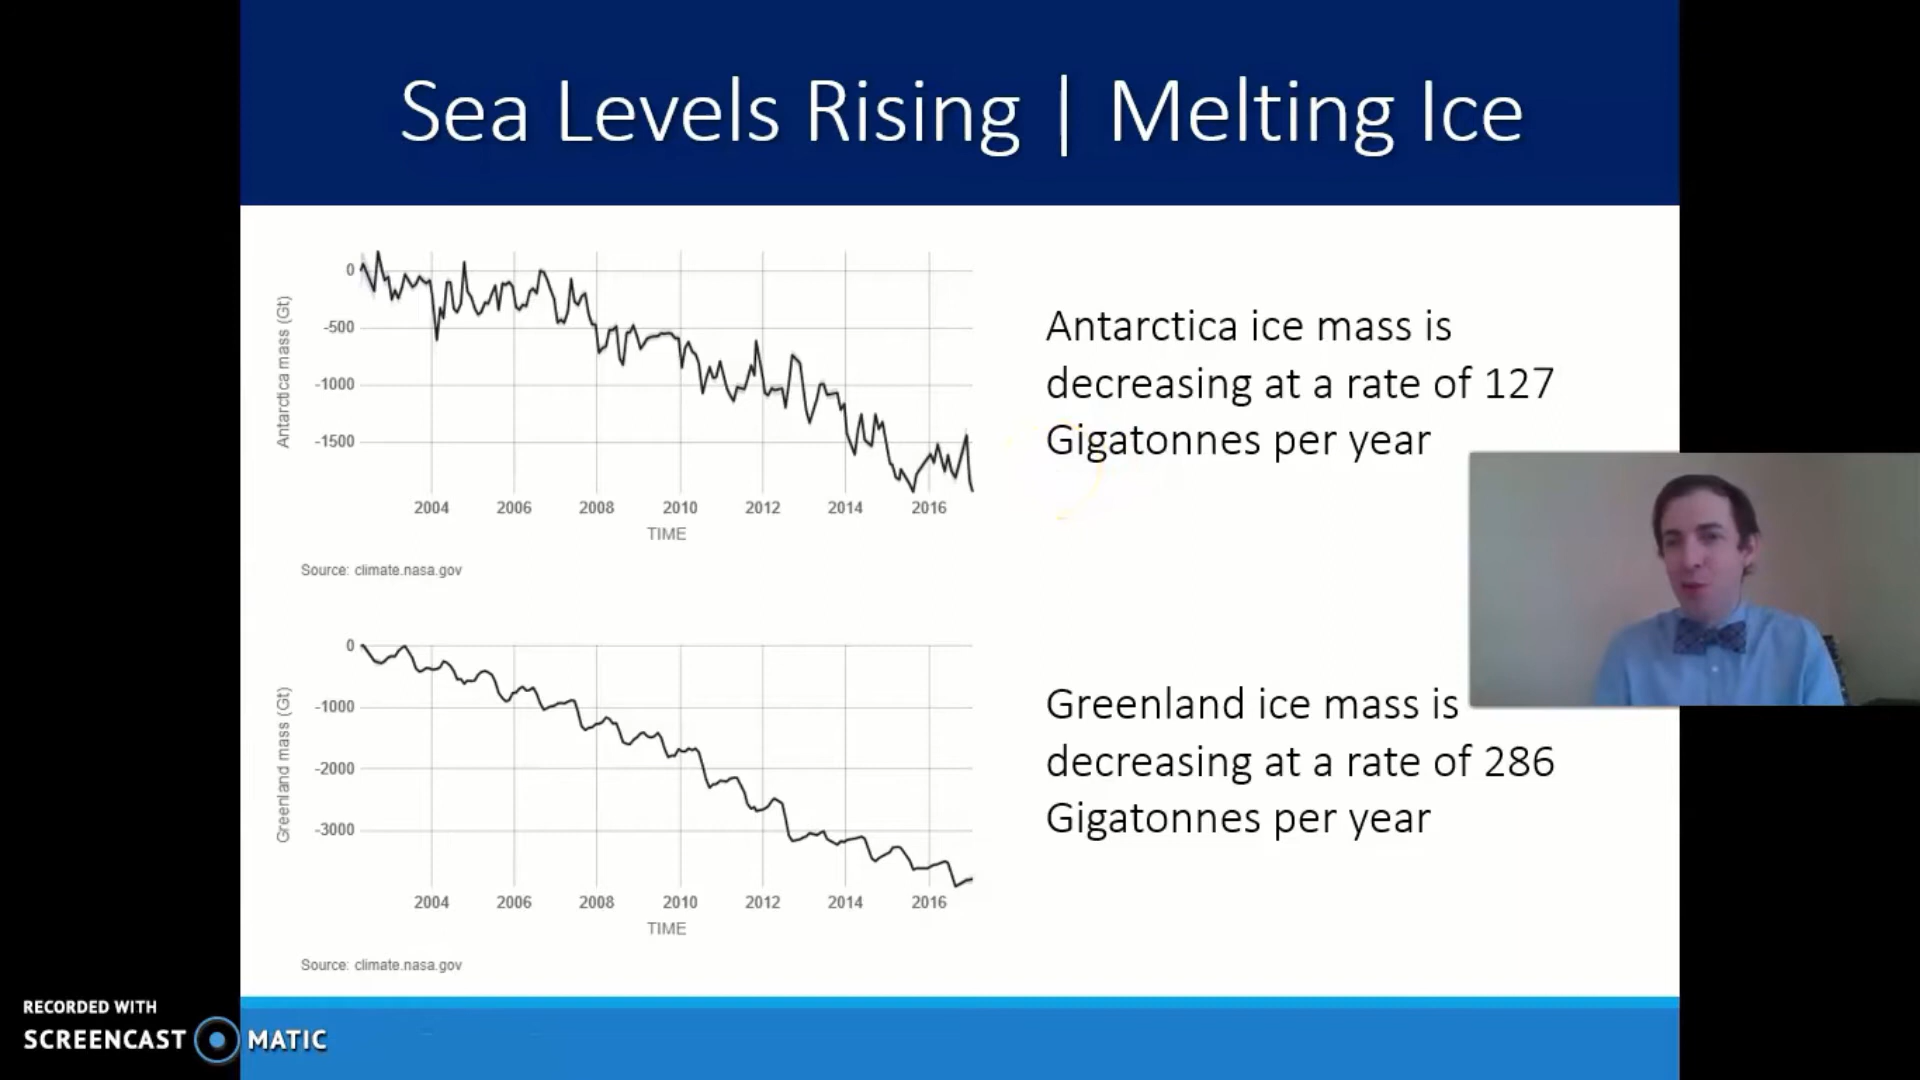 Sea Levels Rising | Melting Ice
0
-500
-1000
-1500
Antarctica mass (Gt)
2004 2006 2008 2010 2012 2014 2016
TIME
Source: climate.nasa.gov
Antarctica ice mass is
decreasing at a rate of 127
Gigatonnes per year
0
-1000
-2000
-3000
Greenland mass (Gt)
2004 2006 2008 2010 2012 2014 2016
TIME
Source: climate.nasa.gov
Greenland ice mass is
decreasing at a rate of 286
Gigatonnes per year
RECORDED WITH
SCREENCAST MATIC